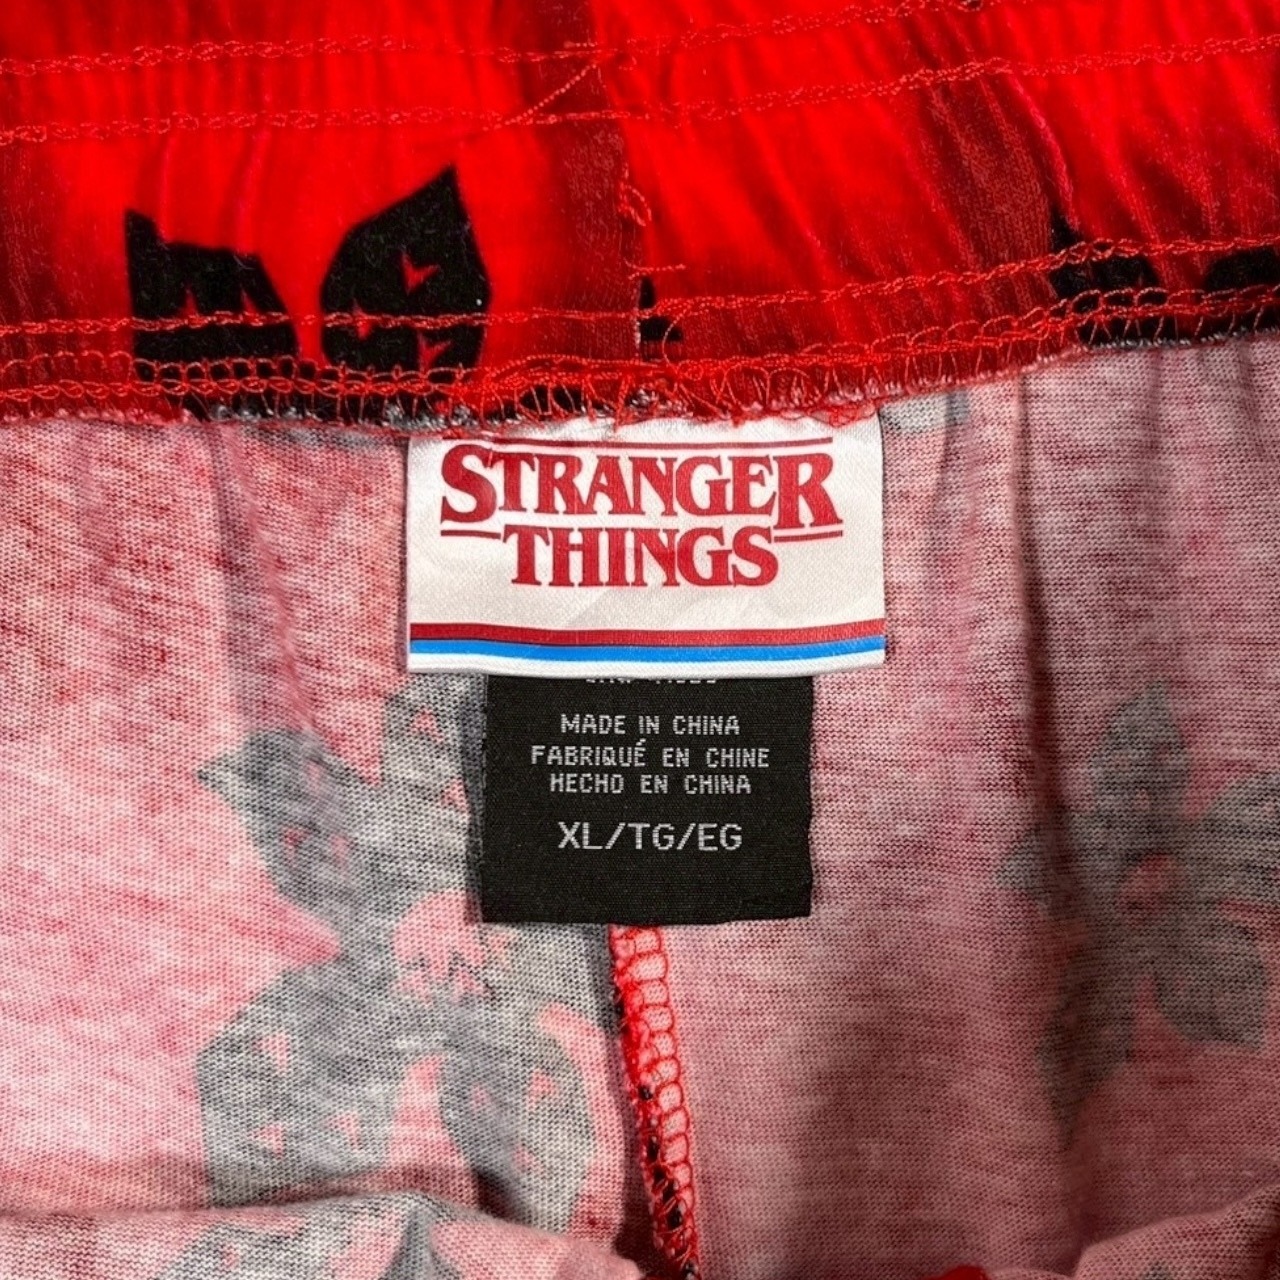 STRANGER
THINGS
MADE IN CHINA
FABRIQUÉ EN CHINE
HECHO EN CHINA
XL/TG/EG